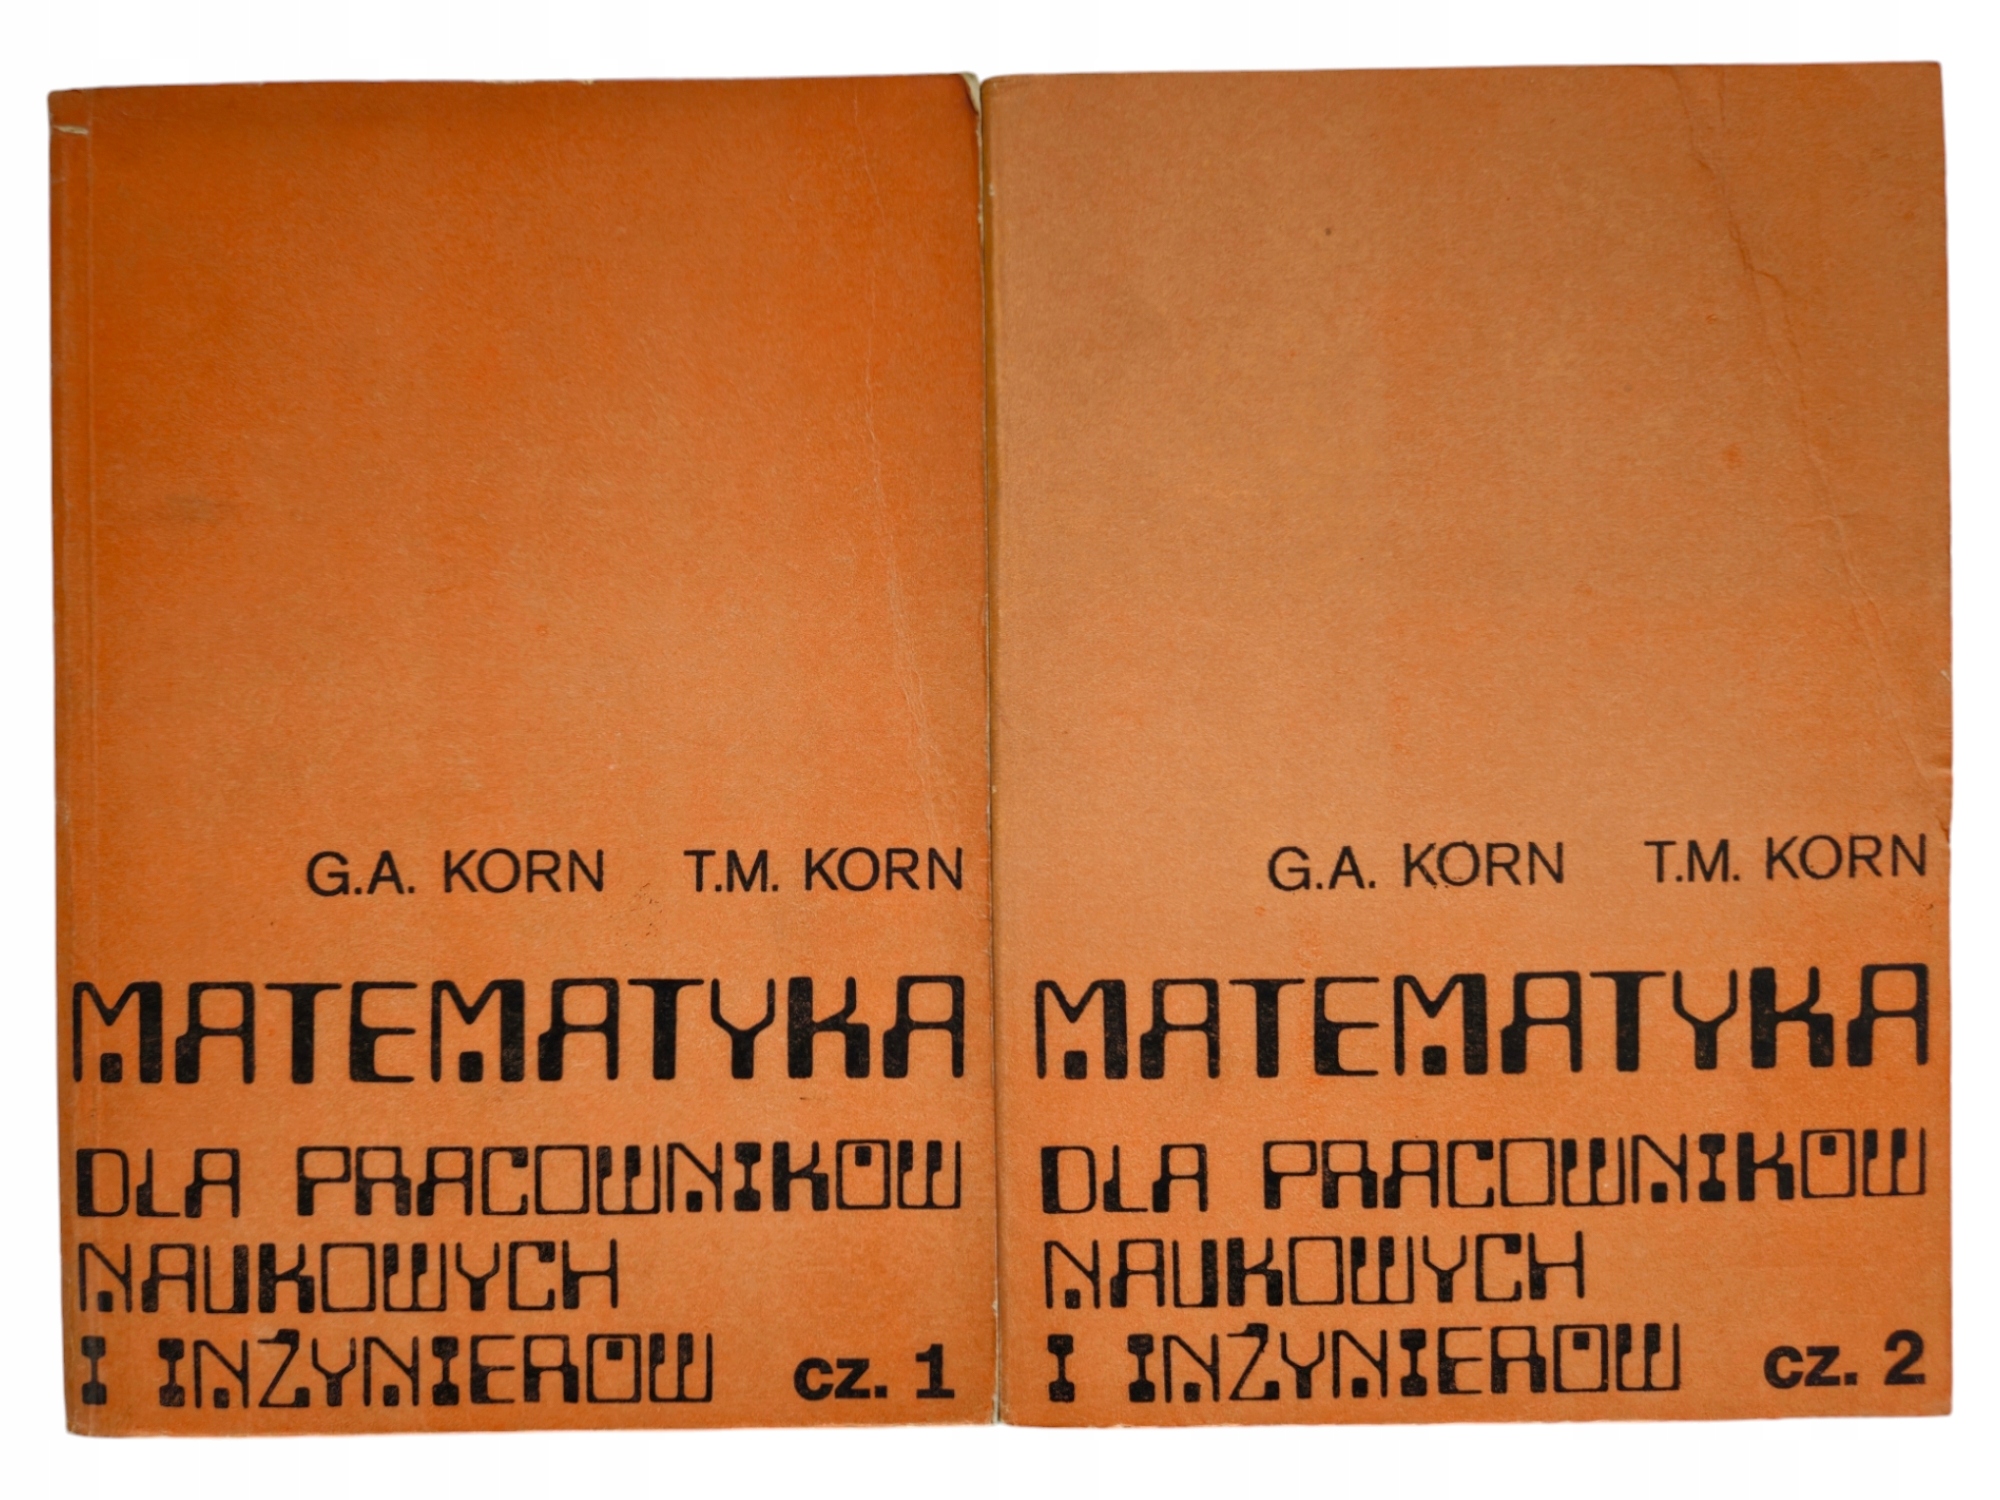 G.A. KORN T.M. KORN
MATEMATYKA
DLA PRACOWNIKÓW
NAUKOWYCH
I INŻYNIERÓW cz. 1
G.A. KORN T.M. KORN
MATEMATYKA
DLA PRACOWNIKÓW
NAUKOWYCH
I INŻYNIERÓW cz. 2